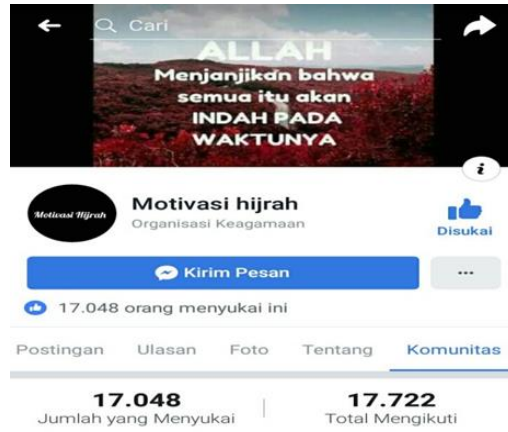 Cari
ALLAH
Menjanjikan bahwa
semua itu akan
INDAH PADA
WAKTUNYA
i
Motivasi Hijrah
Motivasi hijrah
Organisasi Keagamaan
Disukai
Kirim Pesan
17.048 orang menyukai ini
Postingan Ulasan Foto Tentang Komunitas
17.048 17.722
Jumlah yang Menyukai Total Mengikuti